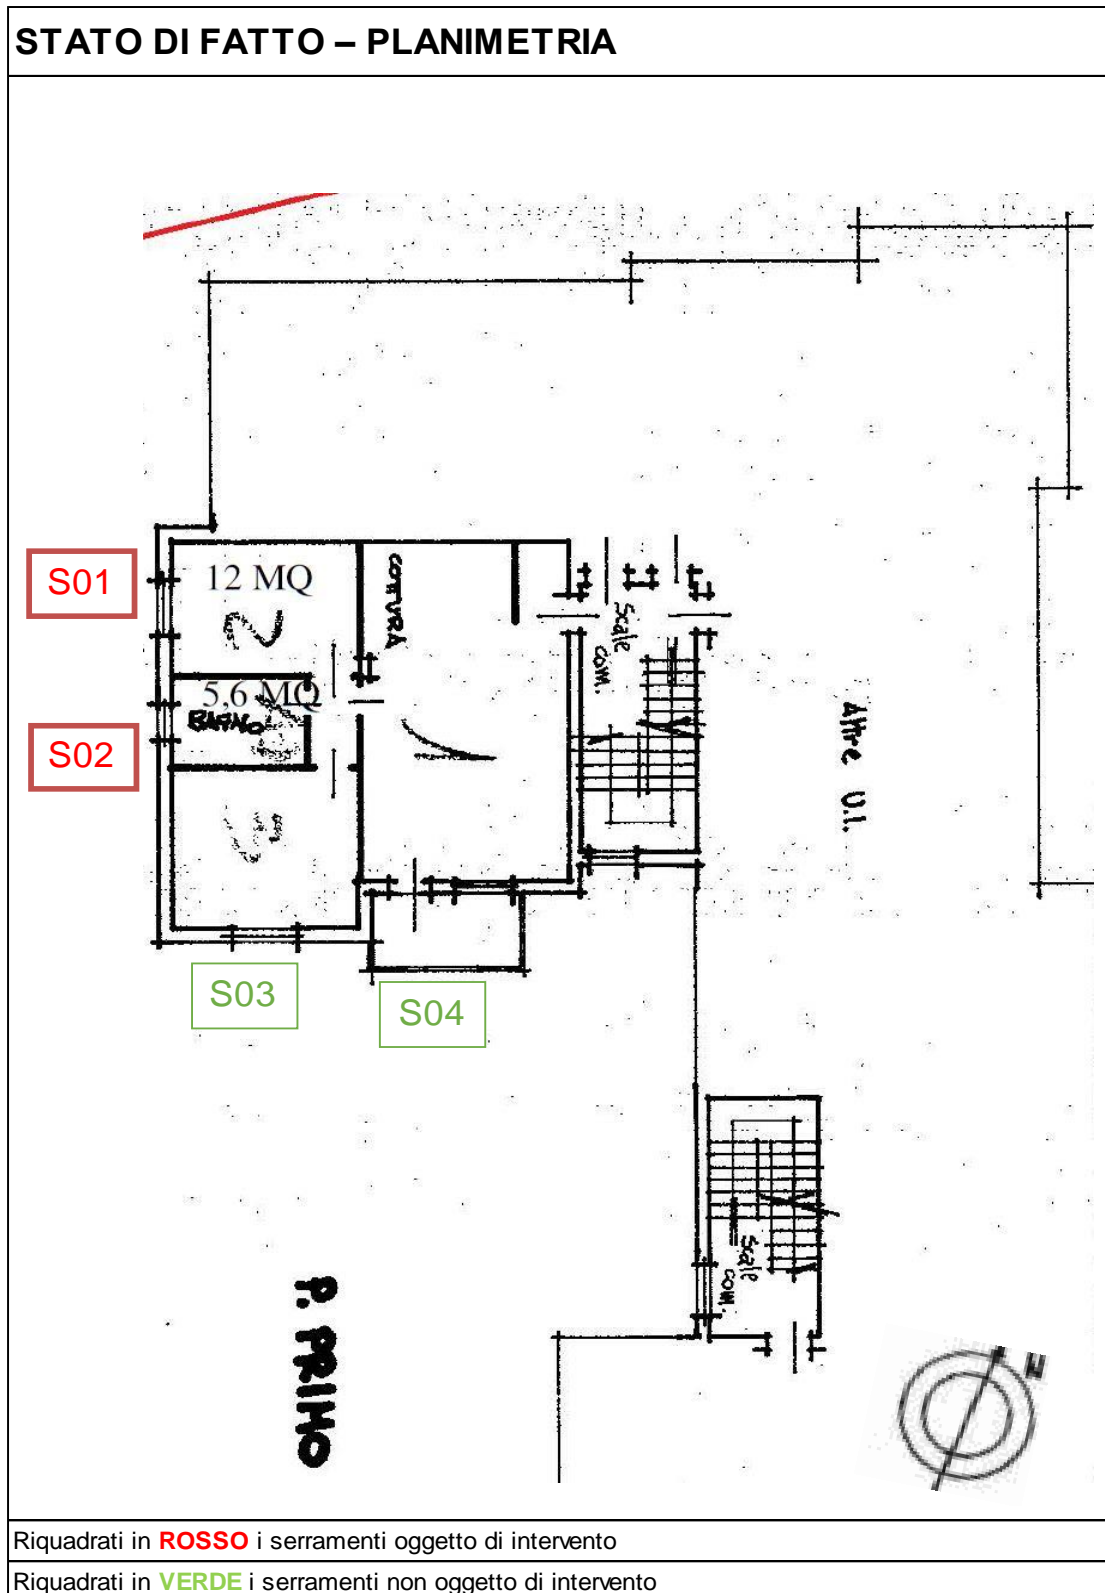 STATO DI FATTO – PLANIMETRIA
S01
12 MQ
COTTURA
Scale
COM.
5,6 MQ
BAGNO
S02
Altre U.I.
S03
S04
Scale
COM.
P. PRIMO
N
Riquadrati in ROSSO i serramenti oggetto di intervento
Riquadrati in VERDE i serramenti non oggetto di intervento